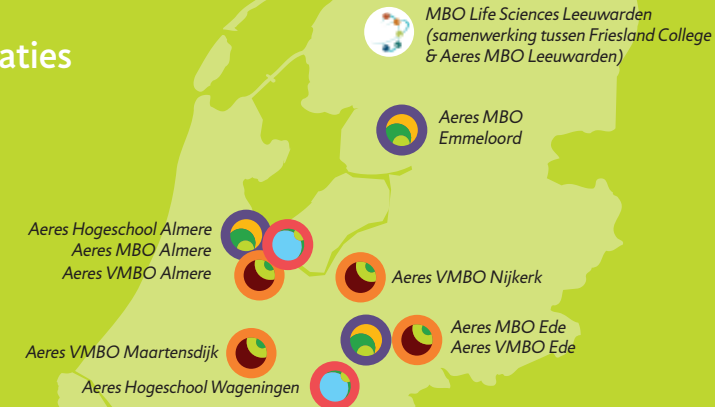 aties
MBO Life Sciences Leeuwarden
(samenwerking tussen Friesland College
& Aeres MBO Leeuwarden)
Aeres MBO
Emmeloord
Aeres Hogeschool Almere
Aeres MBO Almere
Aeres VMBO Almere
Aeres VMBO Nijkerk
Aeres MBO Ede
Aeres VMBO Ede
Aeres VMBO Maartensdijk
Aeres Hogeschool Wageningen